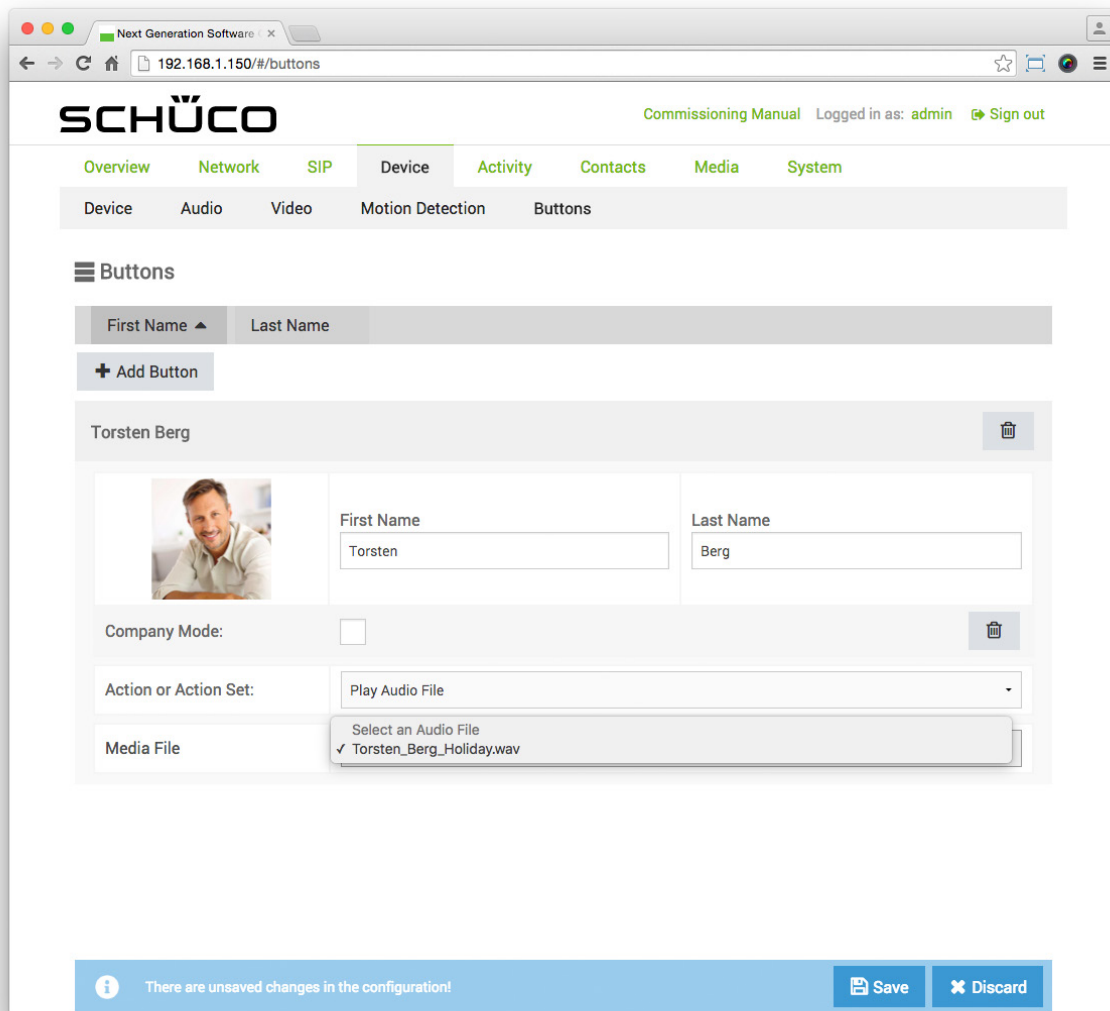 Next Generation Software
192.168.1.150/#/buttons
SCHÜCO
Commissioning Manual Logged in as: admin Sign out
Overview Network SIP Device Activity Contacts Media System
Device Audio Video Motion Detection Buttons
Buttons
First Name Last Name
Add Button
Torsten Berg
First Name Last Name
Torsten Berg
Company Mode:
Action or Action Set: Play Audio File
Select an Audio File
Media File ✓ Torsten_Berg_Holiday.wav
There are unsaved changes in the configuration! Save Discard